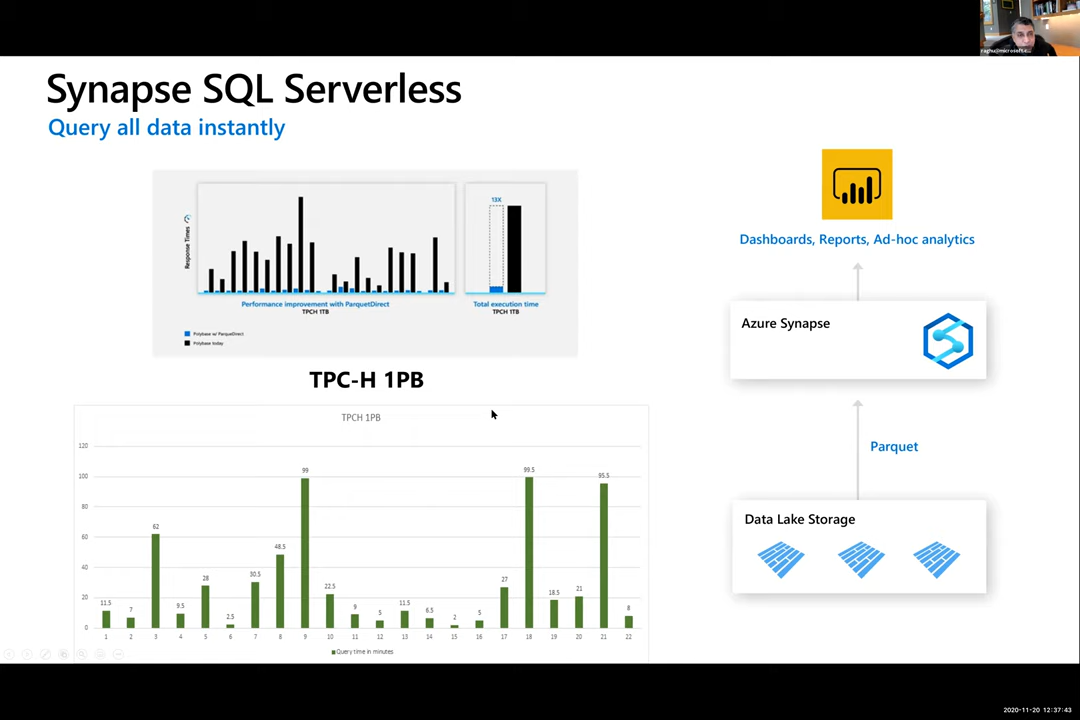 raghu@microsoft.c...
Synapse SQL Serverless
Query all data instantly
Response Times
13X
Performance improvement with ParquetDirect
TPCH 1TB
Total execution time
TPCH 1TB
Polybase w/ ParquetDirect
Polybase today
Dashboards, Reports, Ad-hoc analytics
Azure Synapse
Parquet
Data Lake Storage
TPC-H 1PB
TPCH 1PB
120
100
80
60
40
20
0
11.5
7
62
9.5
28
2.5
30.5
48.5
99
22.5
9
5
11.5
6.5
2
5
27
99.5
18.5
21
95.5
8
1 2 3 4 5 6 7 8 9 10 11 12 13 14 15 16 17 18 19 20 21 22
Query time in minutes
2020-11-20 12:37:43